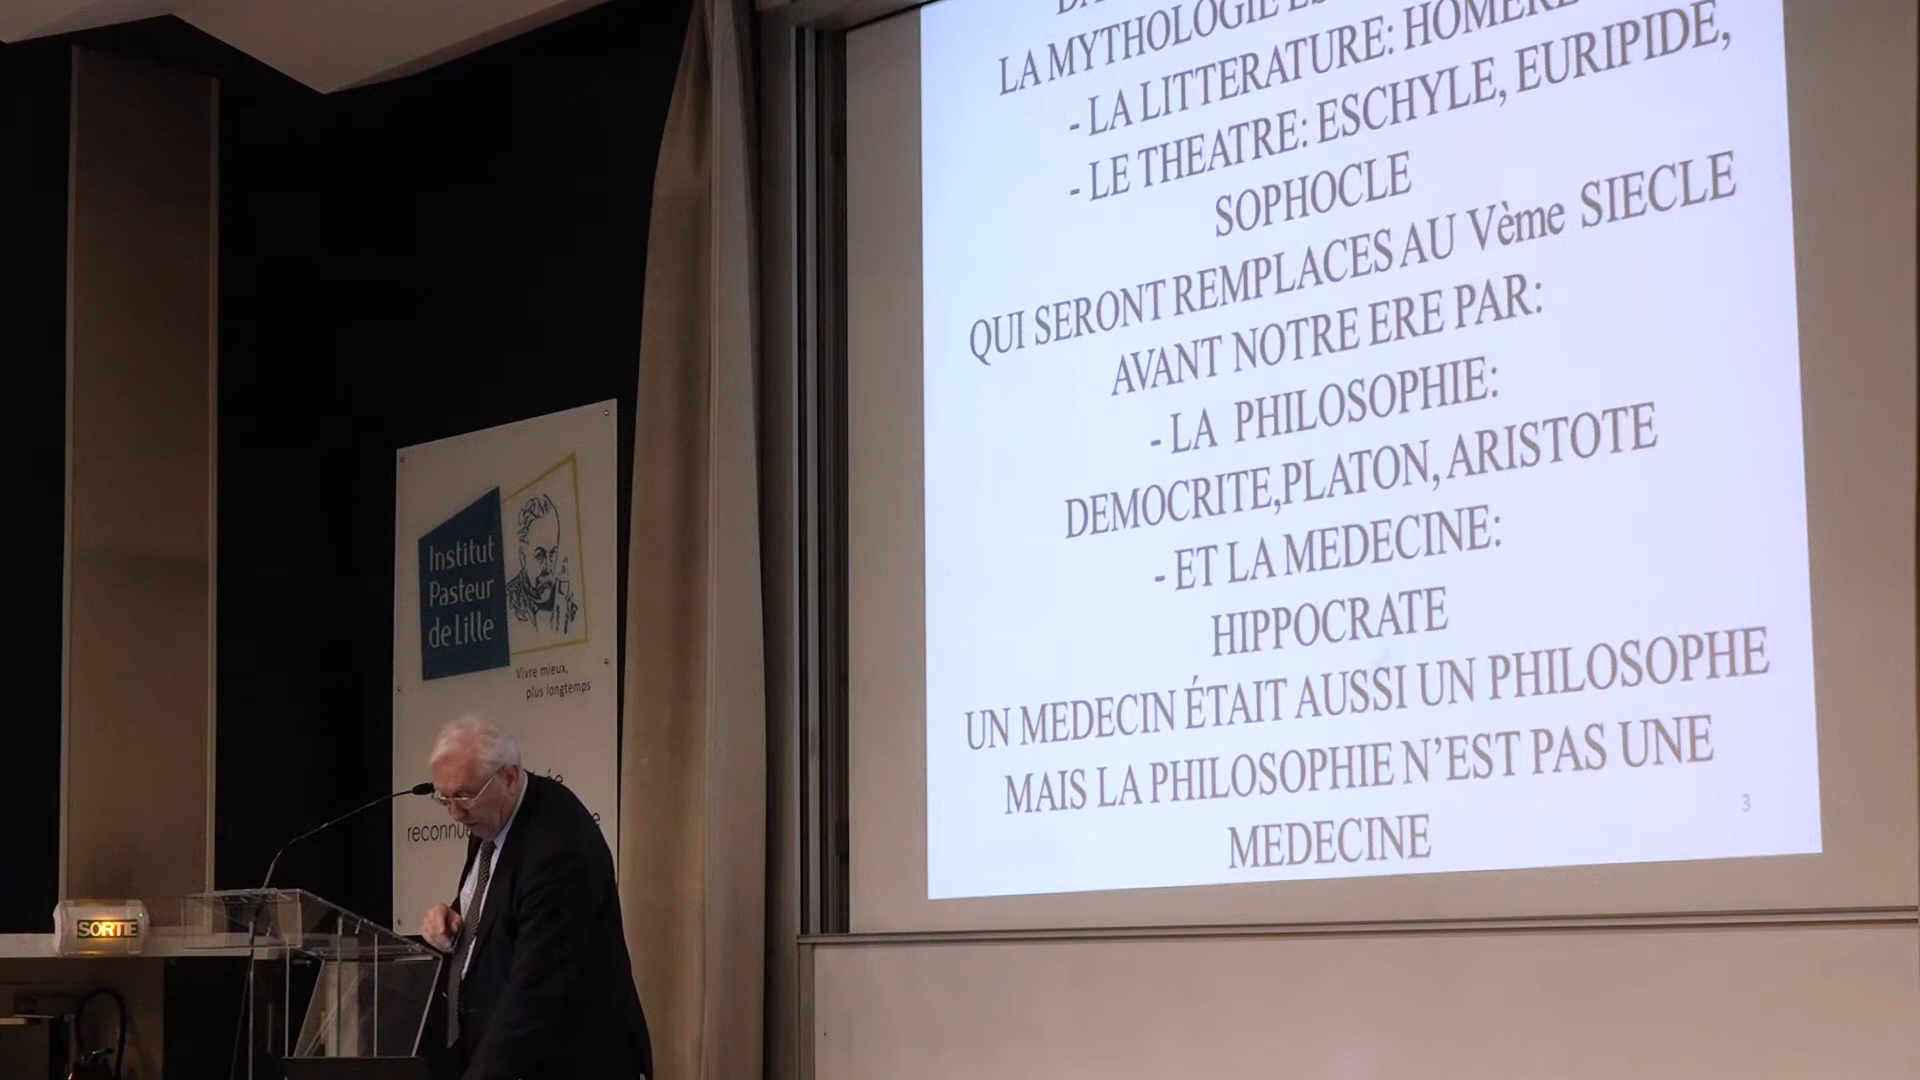 LA MYTHOLOGIE
- LA LITTERATURE: HOMERE
- LE THEATRE: ESCHYLE, EURIPIDE,
SOPHOCLE
QUI SERONT REMPLACES AU Vème SIECLE
AVANT NOTRE ERE PAR:
- LA PHILOSOPHIE:
DEMOCRITE,PLATON, ARISTOTE
- ET LA MEDECINE:
HIPPOCRATE
UN MEDECIN ÉTAIT AUSSI UN PHILOSOPHE
MAIS LA PHILOSOPHIE N'EST PAS UNE
MEDECINE
3
Institut
Pasteur
de Lille
Vivre mieux,
plus longtemps
SORTIE